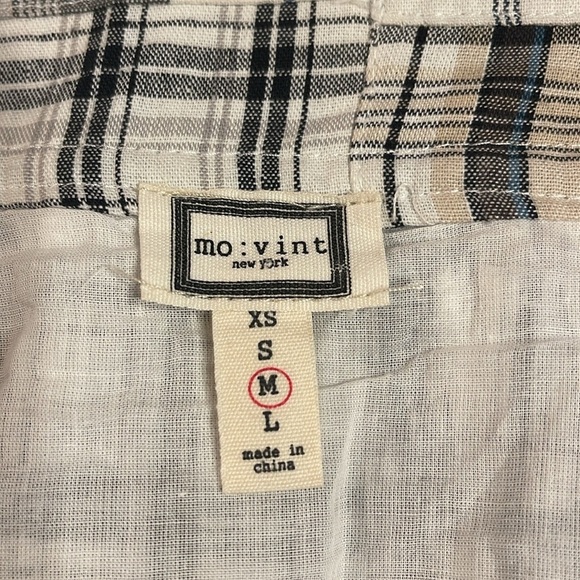 mo:vint
new york
XS
S
M
L
made in
china